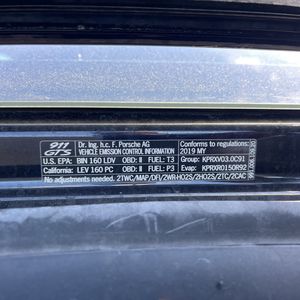 911 GTS
Dr. Ing. h.c. F. Porsche AG
VEHICLE EMISSION CONTROL INFORMATION
Conforms to regulations:
2019 MY
U.S. EPA: BIN 160 LDV OBD: II FUEL: T3
Group: KPRXV03.0C91
California: LEV 160 PC OBD: II FUEL: P3
Evap: KPRXR0150R92
No adjustments needed. 2TWC/MAP/DFI/2WR-HO2S/2HO2S/2TC/2CAC